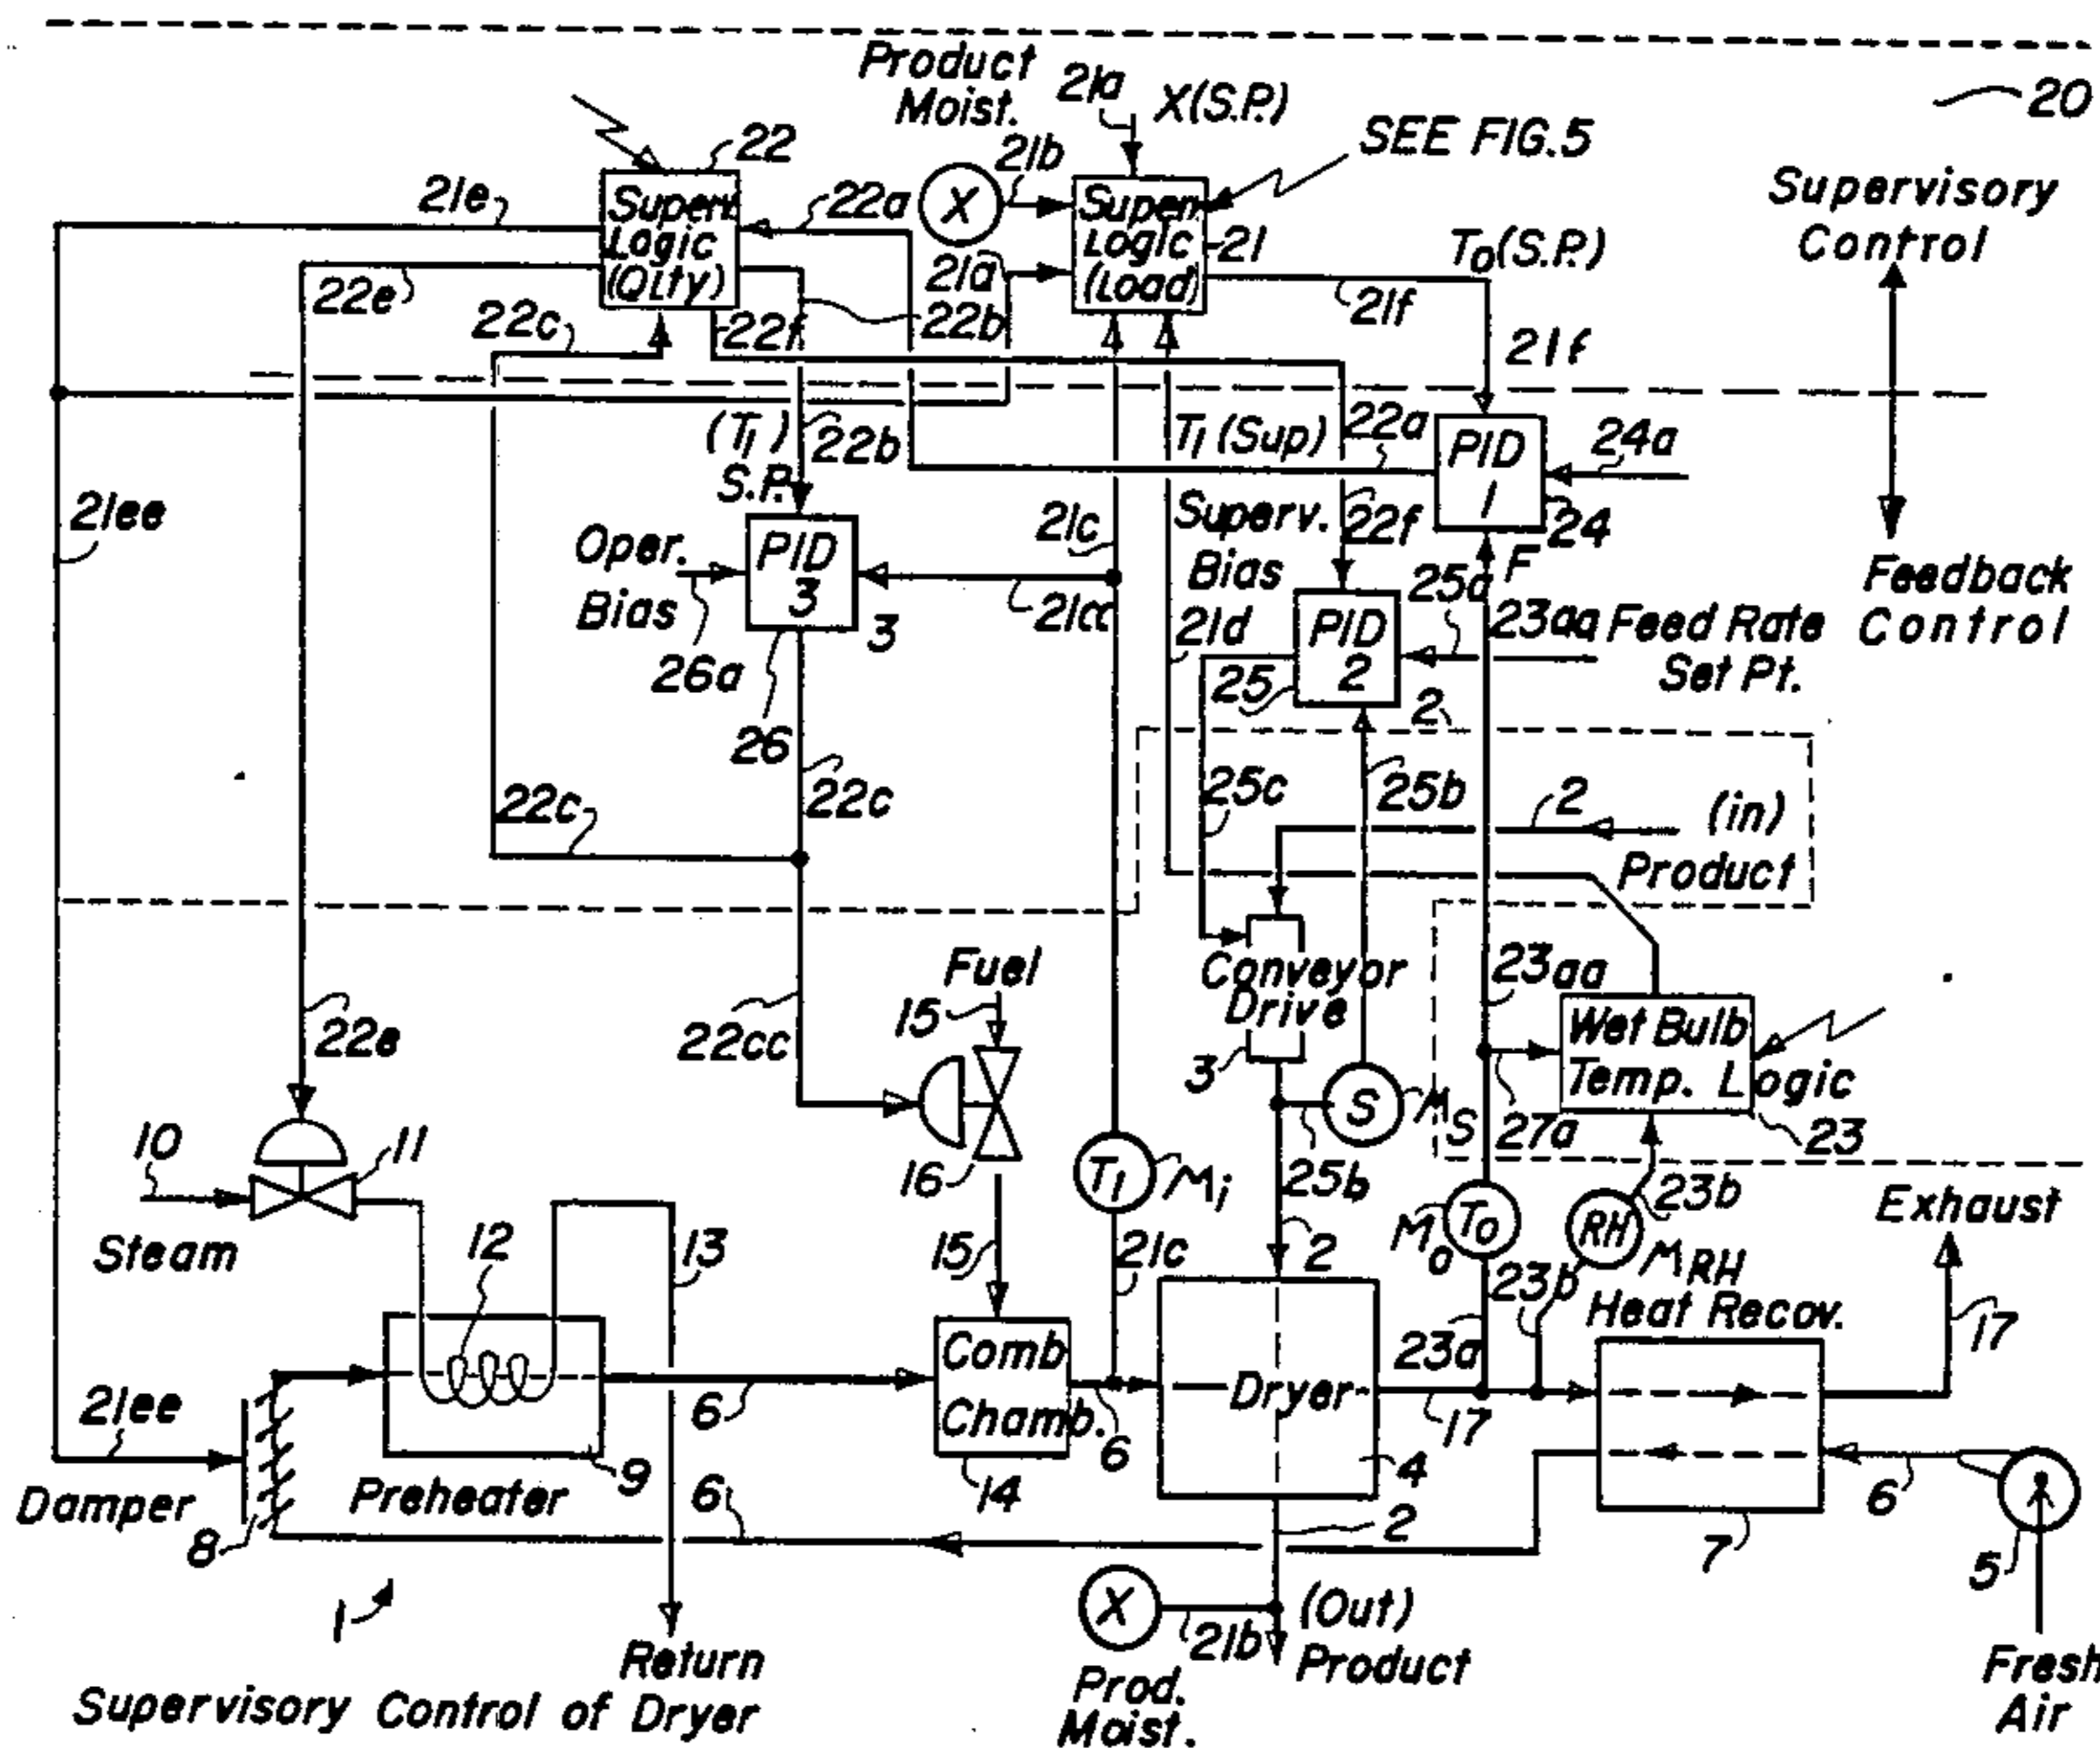 Product
Moist.
21a
X(S.P.)
20
SEE FIG.5
22
21b
X
21e
Superv
Logic
(QLty)
22a
Super.
Logic
(Load)
21
Supervisory
Control
To(S.P.)
22e
21a
21f
22c
22f
22b
21f
(T1)
S.P.
22b
T1 (Sup)
22a
PID
1
24a
21ee
21c
Superv.
Bias
22f
24
Oper.
Bias
PID
3
F
Feedback
Control
25a
21cc
3
21d
PID
2
23aa
Feed Rate
Set Pt.
26a
25
26
2
22c
25c
25b
2
(in)
Product
22c
Fuel
Conveyor
Drive
23aa
22e
22cc
15
Wet Bulb
Temp. Logic
3
S
MS
27a
23
10
11
16
T1
Mi
25b
23b
Exhaust
Steam
12
13
15
21c
2
Mo
To
RH
MRH
23b
Heat Recov.
17
Comb
Chamb.
23a
Dryer
21ee
6
6
17
4
9
14
6
Damper
8
Preheater
6
2
7
5
1
X
21b
(Out)
Product
Return
Prod.
Moist.
Fresh
Air
Supervisory Control of Dryer